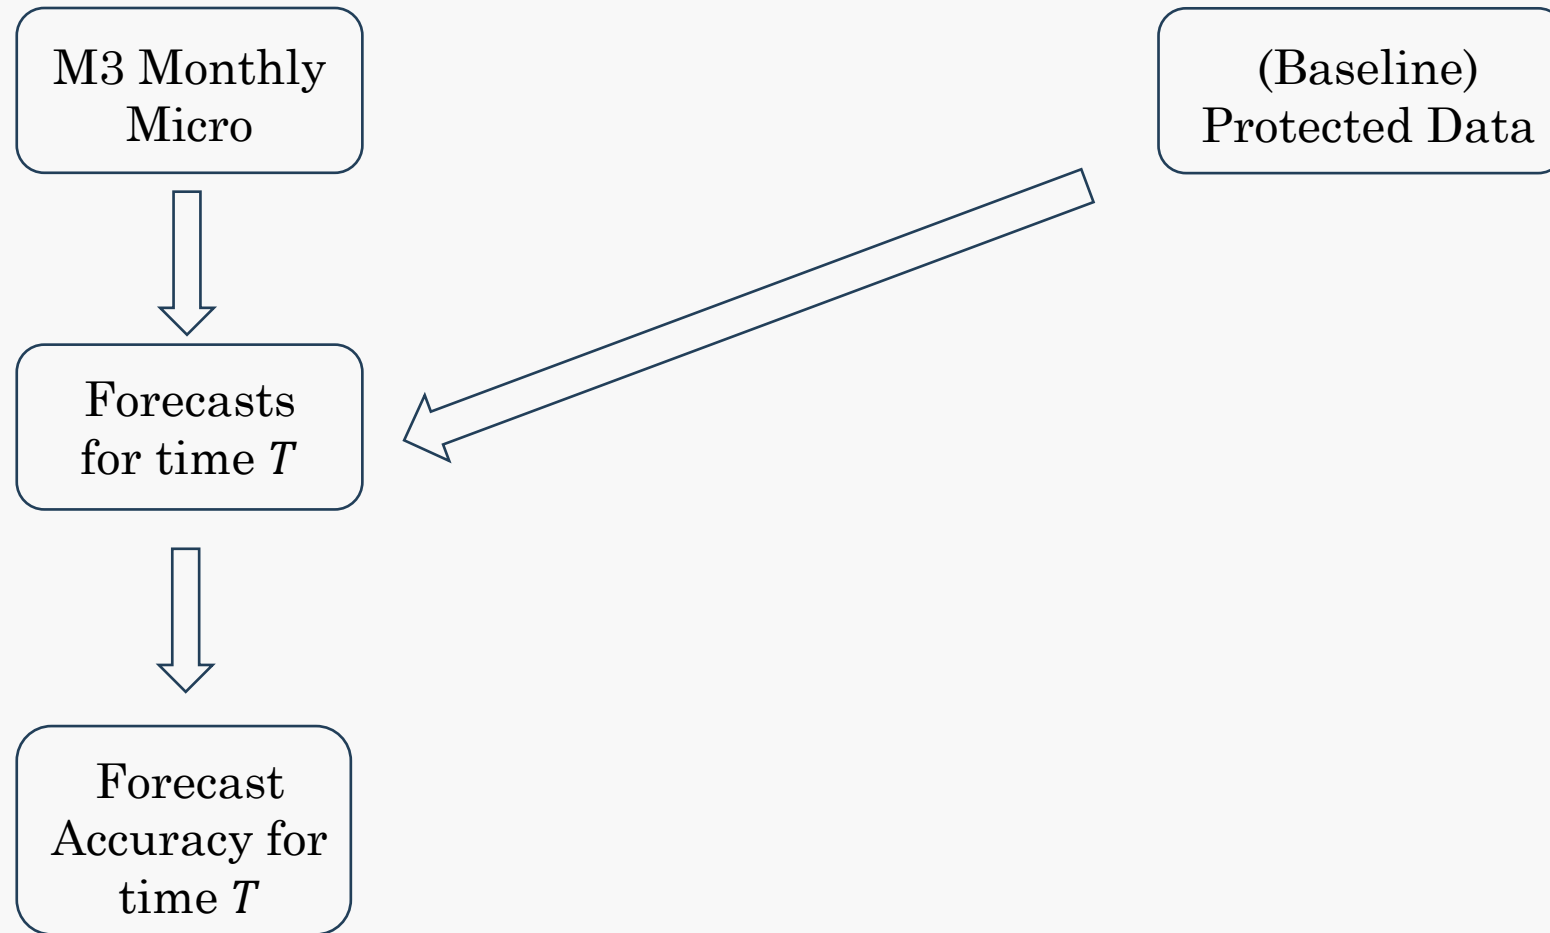 M3 Monthly
Micro
(Baseline)
Protected Data
Forecasts
for time T
Forecast
Accuracy for
time T